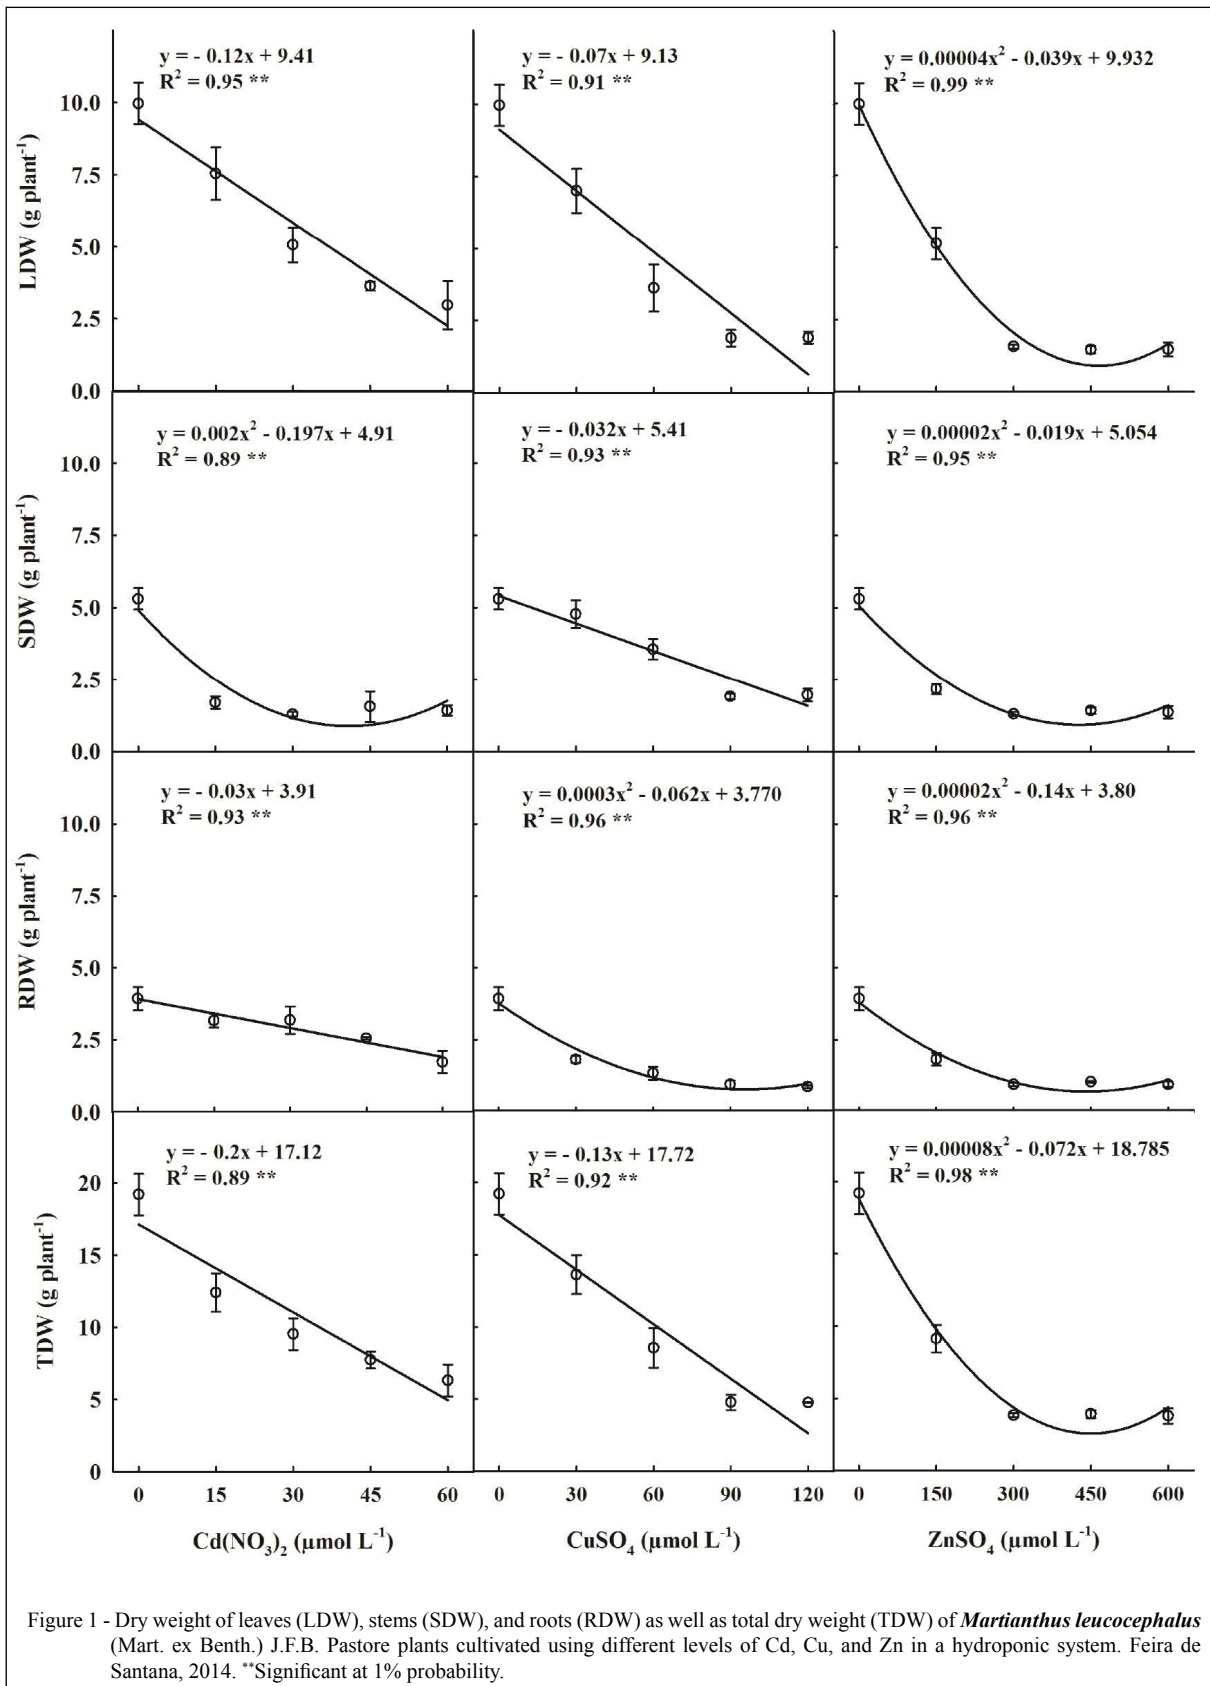 y = - 0.12x + 9.41
R² = 0.95 **
y = - 0.07x + 9.13
R² = 0.91 **
y = 0.00004x² - 0.039x + 9.932
R² = 0.99 **
LDW (g plant⁻¹)
10.0
7.5
5.0
2.5
0.0
y = 0.002x² - 0.197x + 4.91
R² = 0.89 **
y = - 0.032x + 5.41
R² = 0.93 **
y = 0.00002x² - 0.019x + 5.054
R² = 0.95 **
SDW (g plant⁻¹)
10.0
7.5
5.0
2.5
0.0
y = - 0.03x + 3.91
R² = 0.93 **
y = 0.0003x² - 0.062x + 3.770
R² = 0.96 **
y = 0.00002x² - 0.14x + 3.80
R² = 0.96 **
RDW (g plant⁻¹)
10.0
7.5
5.0
2.5
0.0
y = - 0.2x + 17.12
R² = 0.89 **
y = - 0.13x + 17.72
R² = 0.92 **
y = 0.00008x² - 0.072x + 18.785
R² = 0.98 **
TDW (g plant⁻¹)
20
15
10
5
0
0 15 30 45 60
0 30 60 90 120
0 150 300 450 600
Cd(NO₃)₂ (µmol L⁻¹)
CuSO₄ (µmol L⁻¹)
ZnSO₄ (µmol L⁻¹)
Figure 1 - Dry weight of leaves (LDW), stems (SDW), and roots (RDW) as well as total dry weight (TDW) of Martianthus leucocephalus
(Mart. ex Benth.) J.F.B. Pastore plants cultivated using different levels of Cd, Cu, and Zn in a hydroponic system. Feira de
Santana, 2014. **Significant at 1% probability.